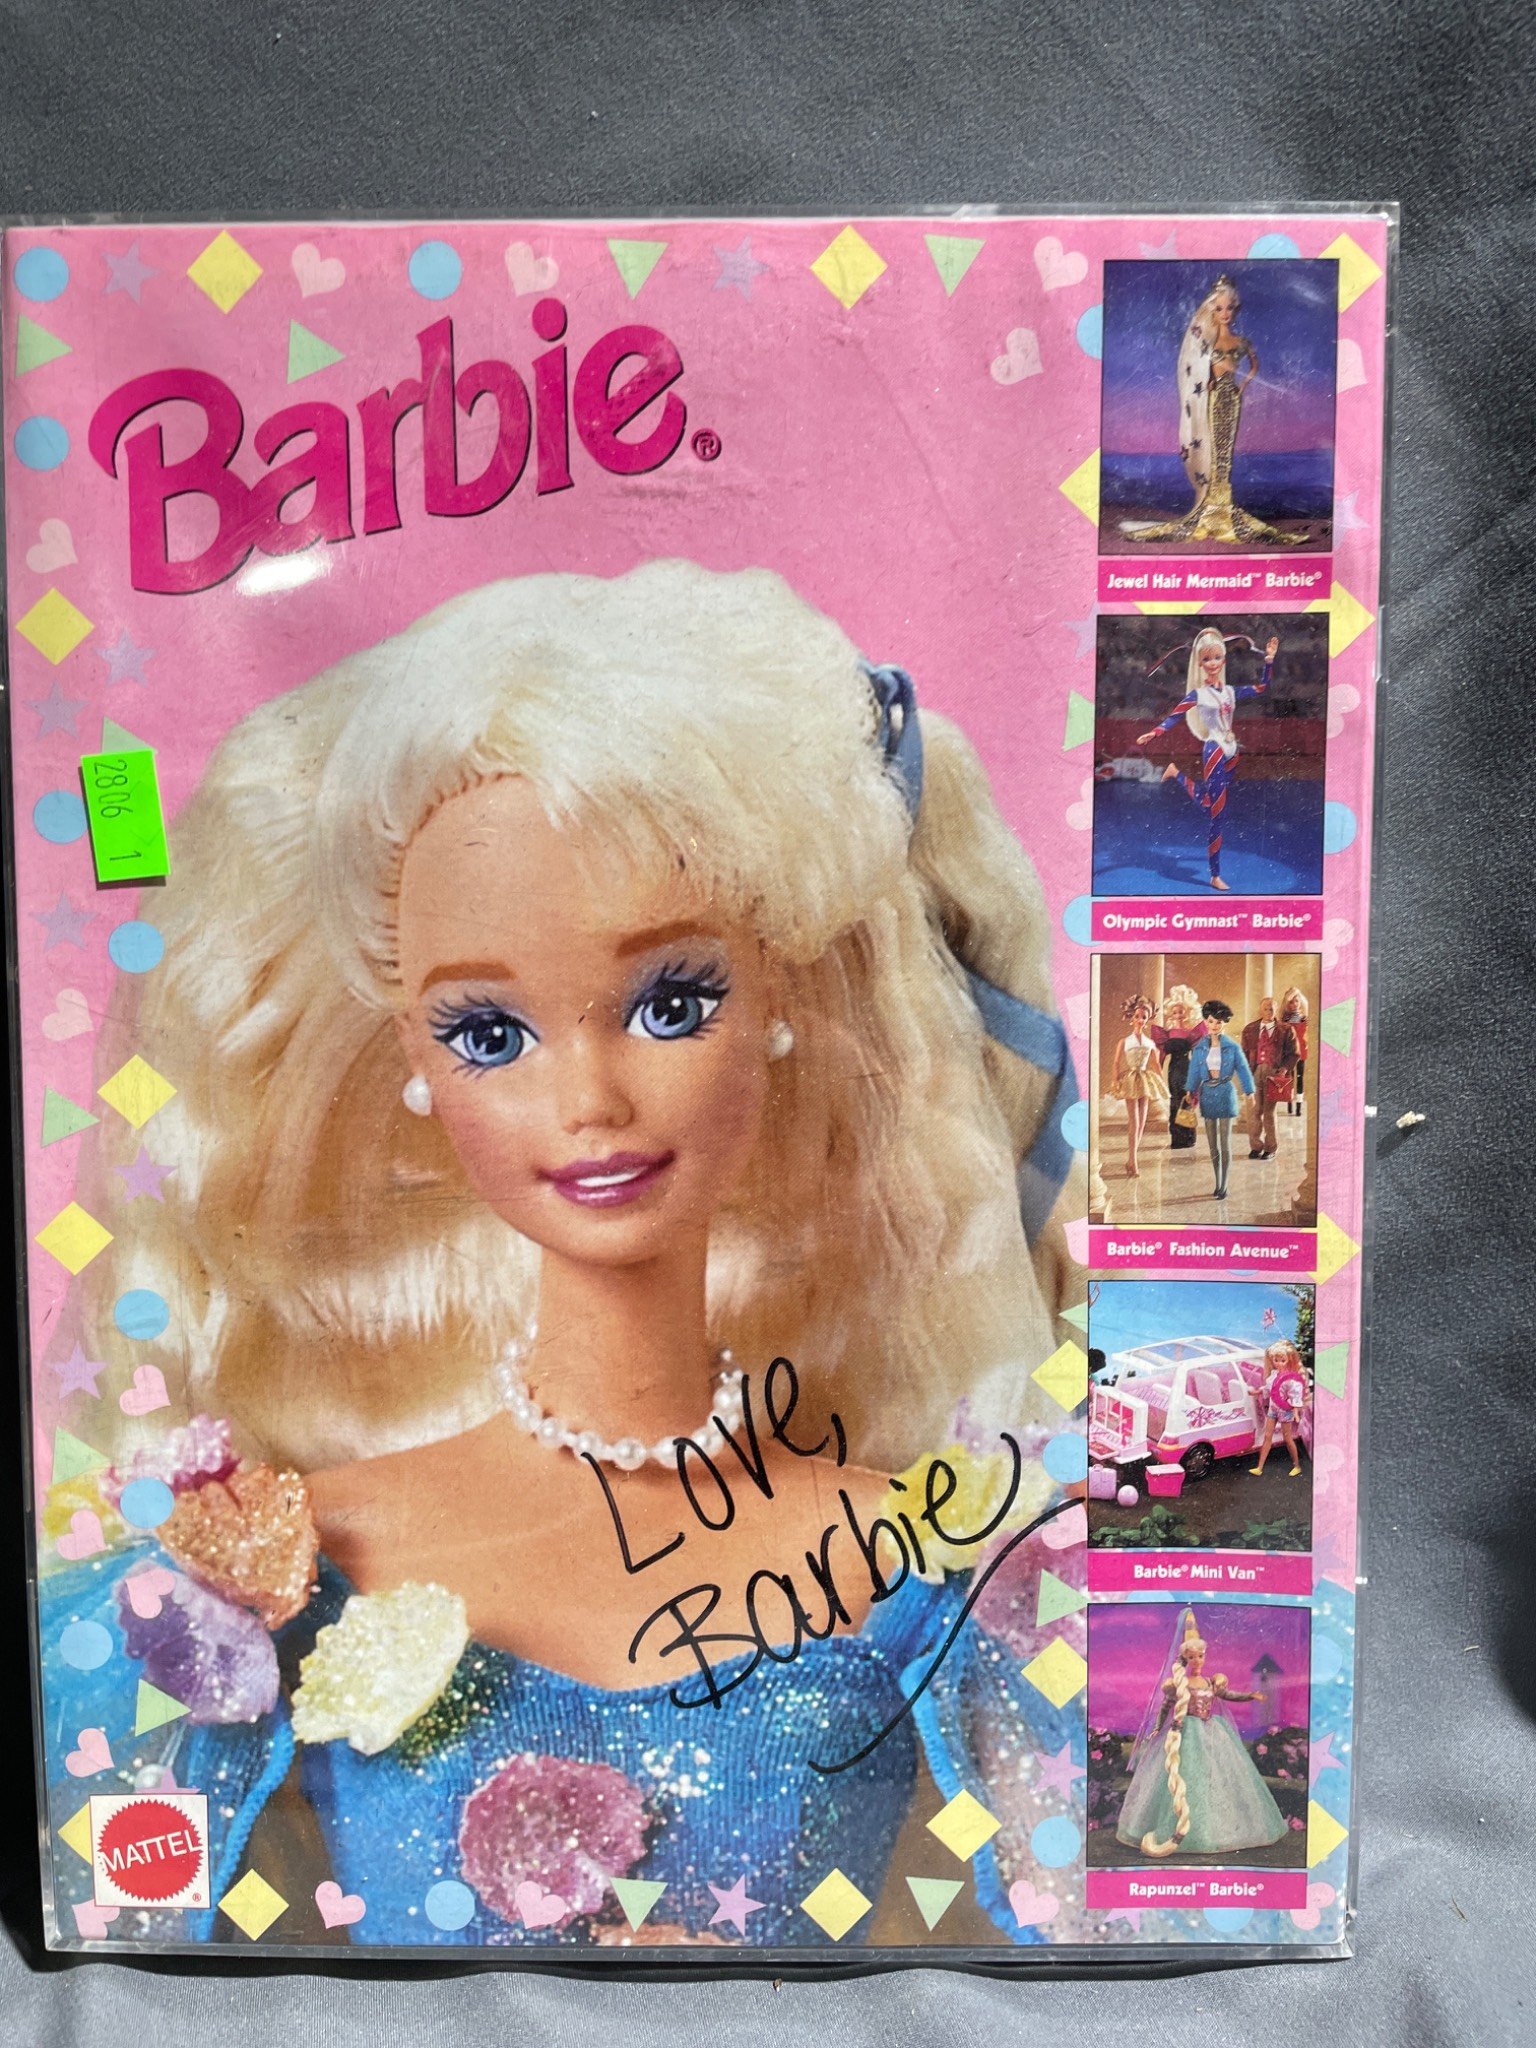 Barbie®
Jewel Hair Mermaid™ Barbie®
Olympic Gymnast™ Barbie®
Barbie® Fashion Avenue™
Barbie® Mini Van™
Rapunzel™ Barbie®
2806 1
Love,
Barbie
MATTEL®